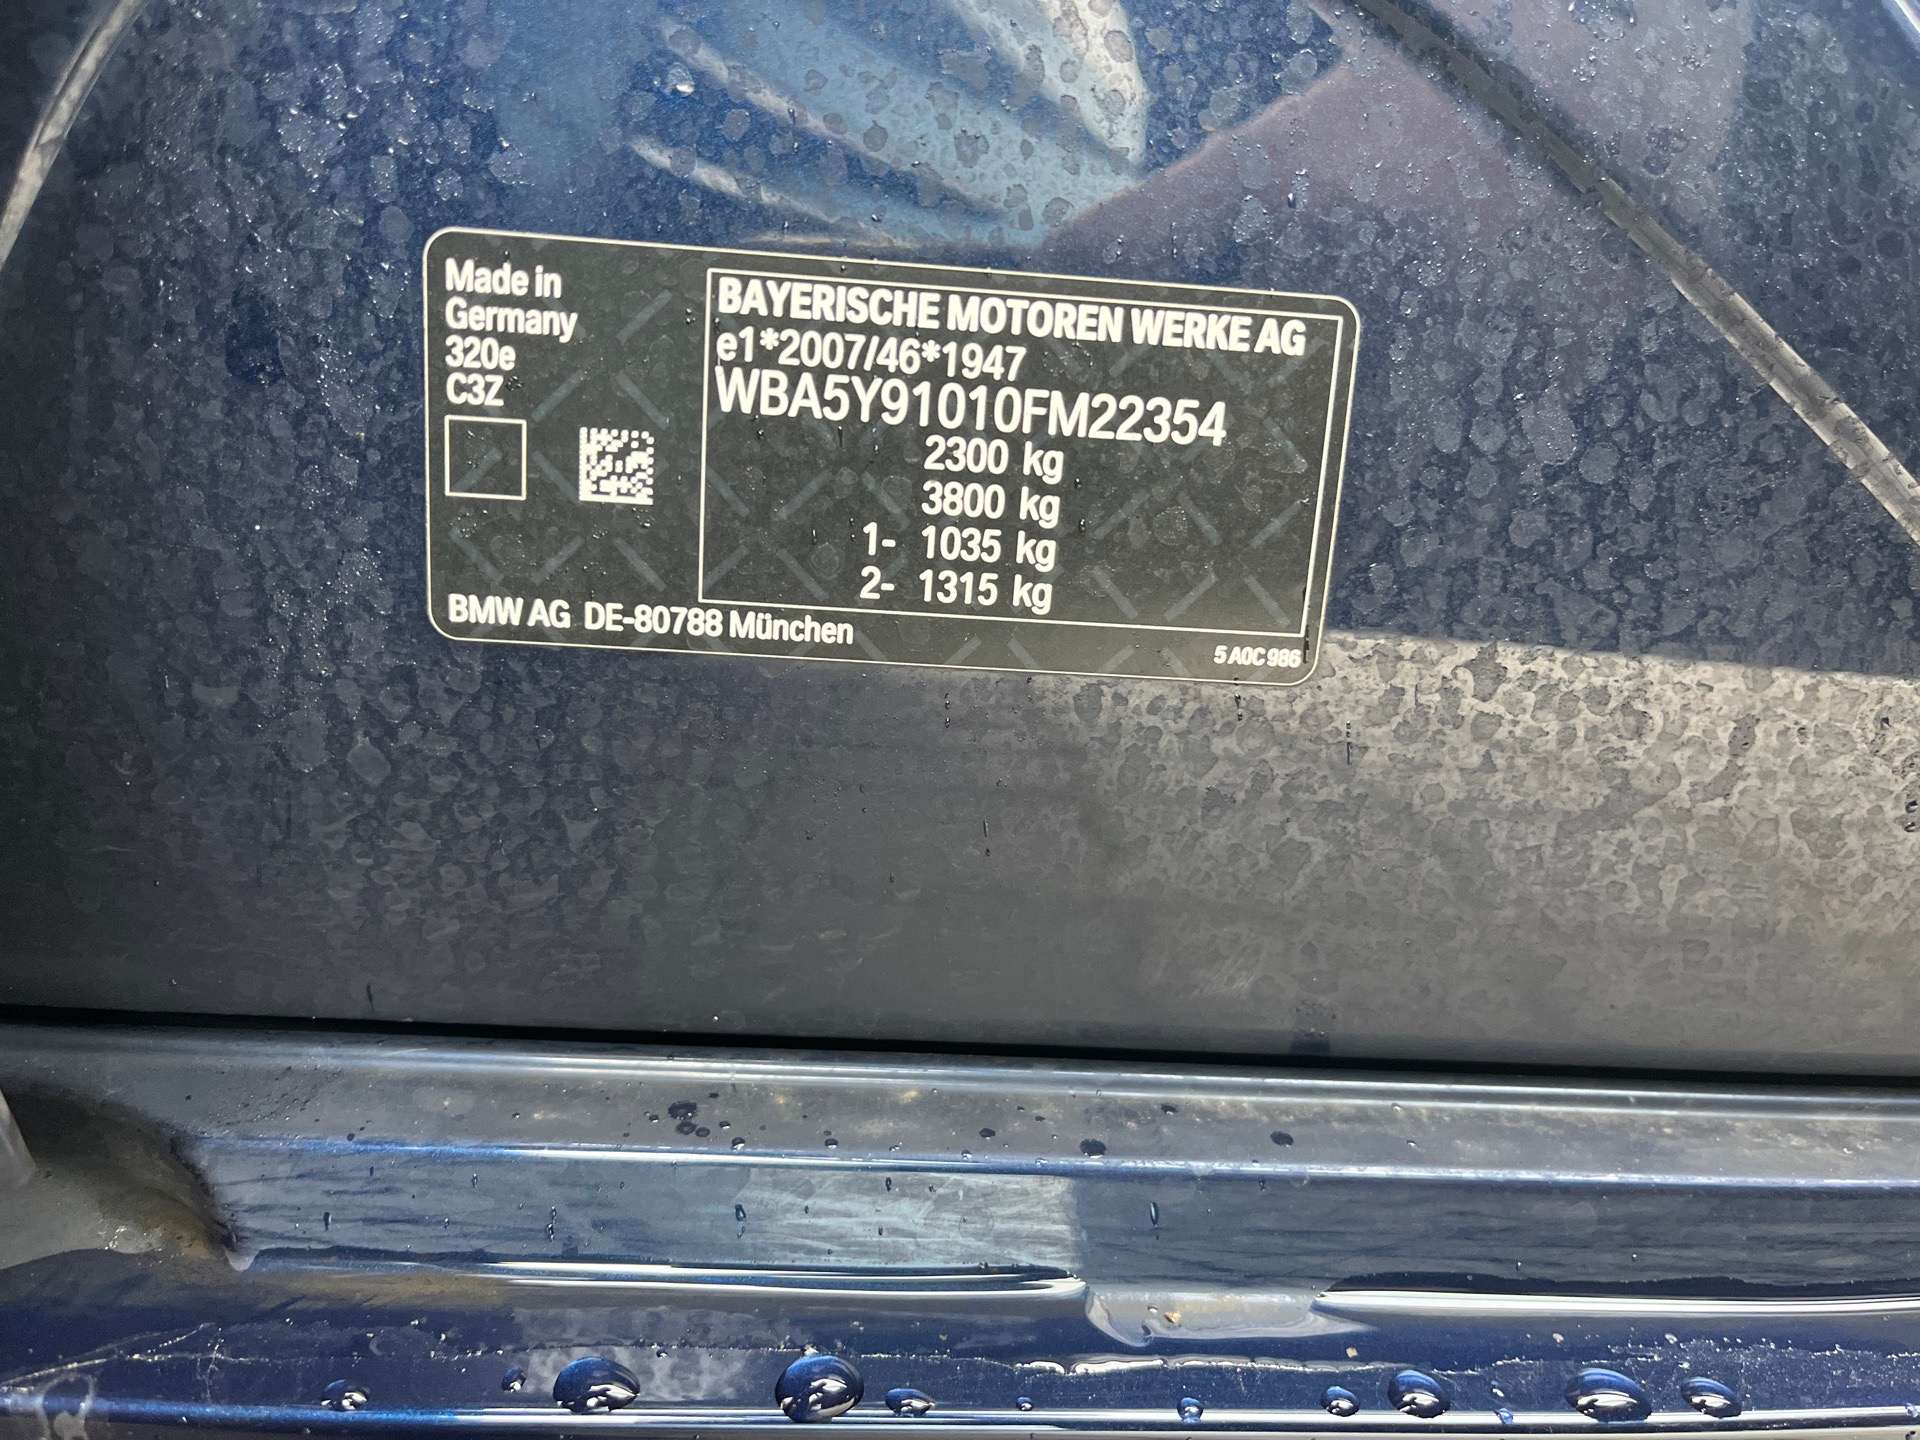 Made in
Germany
320e
C3Z
BAYERISCHE MOTOREN WERKE AG
e1*2007/46*1947
WBA5Y91010FM22354
2300 kg
3800 kg
1- 1035 kg
2- 1315 kg
BMW AG DE-80788 München
5 A0C 986